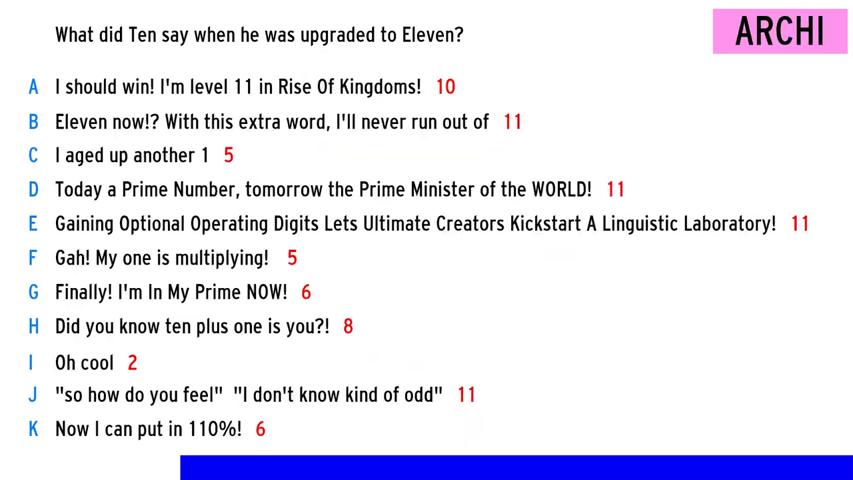 What did Ten say when he was upgraded to Eleven?
ARCHI
A I should win! I'm level 11 in Rise Of Kingdoms! 10
B Eleven now!? With this extra word, I'll never run out of 11
C I aged up another 1 5
D Today a Prime Number, tomorrow the Prime Minister of the WORLD! 11
E Gaining Optional Operating Digits Lets Ultimate Creators Kickstart A Linguistic Laboratory! 11
F Gah! My one is multiplying! 5
G Finally! I'm In My Prime NOW! 6
H Did you know ten plus one is you?! 8
I Oh cool 2
J "so how do you feel" "I don't know kind of odd" 11
K Now I can put in 110%! 6